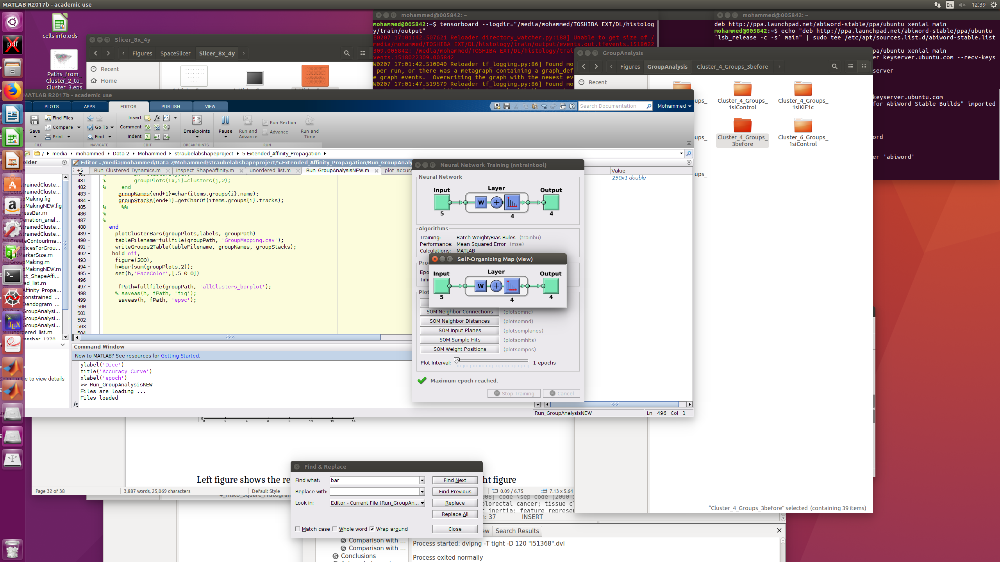 MATLAB R2017b - academic use
En
12:39
cells info.ods
Paths_from_
Cluster_2_to_
Cluster_3.eps
Slicer_8x_4y
Figures
SpaceSlicer
Slicer_8x_4y
Recent
Home
mohammed@005842: ~
mohammed@005842:~$ tensorboard --logdir="/media/mohammed/TOSHIBA EXT/DL/histolog
y/train/output"
E0207 17:01:42.507621 Reloader directory_watcher.py:188] Unable to get size of /
media/mohammed/TOSHIBA EXT/DL/histology/train/output/events.out.tfevents.1518022
309.005842: /media/mohammed/TOSHIBA EXT/DL/histology/trai
vents.1518022309.005842
W0207 17:01:42.510040 Reloader tf_logging.py:86] Found mo
per run, or there was a metagraph containing a graph_def
e graph events.  Overwriting the graph with the newest eve
W0207 17:01:47.519579 Reloader tf_logging.py:86] Found mo
mohammed@005842: ~
deb http://ppa.launchpad.net/abiword-stable/ppa/ubuntu xenial main
mohammed@005842:~$ echo "deb http://ppa.launchpad.net/abiword-stable/ppa/ubuntu
`lsb_release -c -s` main" | sudo tee /etc/apt/sources.list.d/abiword-stable.list
pa/ubuntu xenial main
er keyserver.ubuntu.com --recv-keys
server
keyserver.ubuntu.com
for AbiWord Stable Builds" imported
ord
er 'abiword'
GroupAnalysis
Figures
GroupAnalysis
Cluster_4_Groups_3before
Recent
Cluster_4_Groups_
1siControl
Cluster_4_Groups_
1siKIF1c
Cluster_4_Groups_
3before
Cluster_6_Groups_
1siControl
ups_
ups_
ups_
"Cluster_4_Groups_3before" selected (containing 39 items)
MATLAB R2017b - academic use
PLOTS
APPS
EDITOR
PUBLISH
VIEW
Search Documentation
Mohammed
Save
Find Files
Compare
Print
FILE
Go To
Find
NAVIGATE
Insert
Comment
Indent
EDIT
Breakpoints
BREAKPOINTS
Pause
Run and
Advance
Run Section
Advance
Run and
Time
RUN
/ media mohammed Data 2 Mohammed straubelabshapeproject 5-Extended_Affinity_Propagation
older
Name
nstrainedCluste...
ConstrainedCluste...
upMaking.fig
upMakingNEW.fig
gressBar.m
Seriation_anal...
strainedCluste...
strainedCluste...
CreateContourIma...
ndicesForGrou...
tMarkerSize.m
GroupMaking.m
upMakingNEW.m
ect_ShapeAffi...
red_list.m
Affinity_Propa...
constrained_...
Dendogram_...
GroupAnalysi...
GroupAnalysi...
GroupAnalysi...
unordered_list.m
ressbar_1270
Select a file to view details
Editor - /media/mohammed/Data 2/Mohammed/straubelabshapeproject/5-Extended_Affinity_Propagation/Run_GroupAnaly
+5
Run_Clustered_Dynamics.m
Inspect_ShapeAffinity.m
unordered_list.m
Run_GroupAnalysisNEW.m
plot_accura
481 %         groupPlots(ix,i)=clusters(j,2);
482 %     end
483 - groupNames{end+1}=char(items.groups{i}.name);
484 - groupStacks{end+1}=getCharOf(items.groups{i}.tracks);
485 %     %%
486 %
487 %
488 - end
489 - plotClusterBars(groupPlots,labels, groupPath)
490 - tableFilename=fullfile(groupPath, 'GroupMapping.csv');
491 - writeGroups2Table(tableFilename, groupNames, groupStacks);
492 - hold off,
493 - figure(200),
494 - h=bar(sum(groupPlots,2));
495 - set(h,'FaceColor',[.5 0 0])
496
497 - fPath=fullfile(groupPath, 'allClusters_barplot');
498 % saveas(h, fPath, 'fig');
499 - saveas(h, fPath, 'epsc');
500
501
502
503
504
Command Window
New to MATLAB? See resources for Getting Started.
ylabel('Dice')
title('Accuracy Curve')
xlabel('epoch')
>> Run_GroupAnalysisNEW
Files are loading ...
Files loaded
fx
Value
250x1 double
Run_GroupAnalysisNEW
Ln 496 Col 1
Neural Network Training (nntraintool)
Neural Network
Input
Layer
Output
W
5
4
4
Algorithms
Training: Batch Weight/Bias Rules (trainbu)
Performance: Mean Squared Error (mse)
Calculations: MATLAB
Pro
Epo
Tim
Plot
Self-Organizing Map (view)
Input
Layer
Output
W
5
4
4
SOM Neighbor Connections (plotsomnc)
SOM Neighbor Distances (plotsomnd)
SOM Input Planes (plotsomplanes)
SOM Sample Hits (plotsomhits)
SOM Weight Positions (plotsompos)
Plot Interval: 1 epochs
Maximum epoch reached.
Stop Training
Cancel
0 2 4 6 8 10 12 14
Left figure shows the re
ht figure
Page 32 of 38
3,887 words, 25,069 characters
Default Style
0.09 / 6.75
7.13 x 5.64
4_Histo_Square_Histogram
Find & Replace
Find what: bar
Replace with:
Look in: Editor - Current File (Run_GroupAn...
Find Next
Find Previous
Replace
Replace All
Close
Match case
Whole word
Wrap around
008] code \sep code (2000 i
olorectal cancer; tissue cl
t inertia; feature represen
n: 37
INSERT
ew
Search Results
Comparison with ...
Comparison with ...
Conclusions
Process started: dvipng -T tight -D 120 "I51368".dvi
Process exited normally